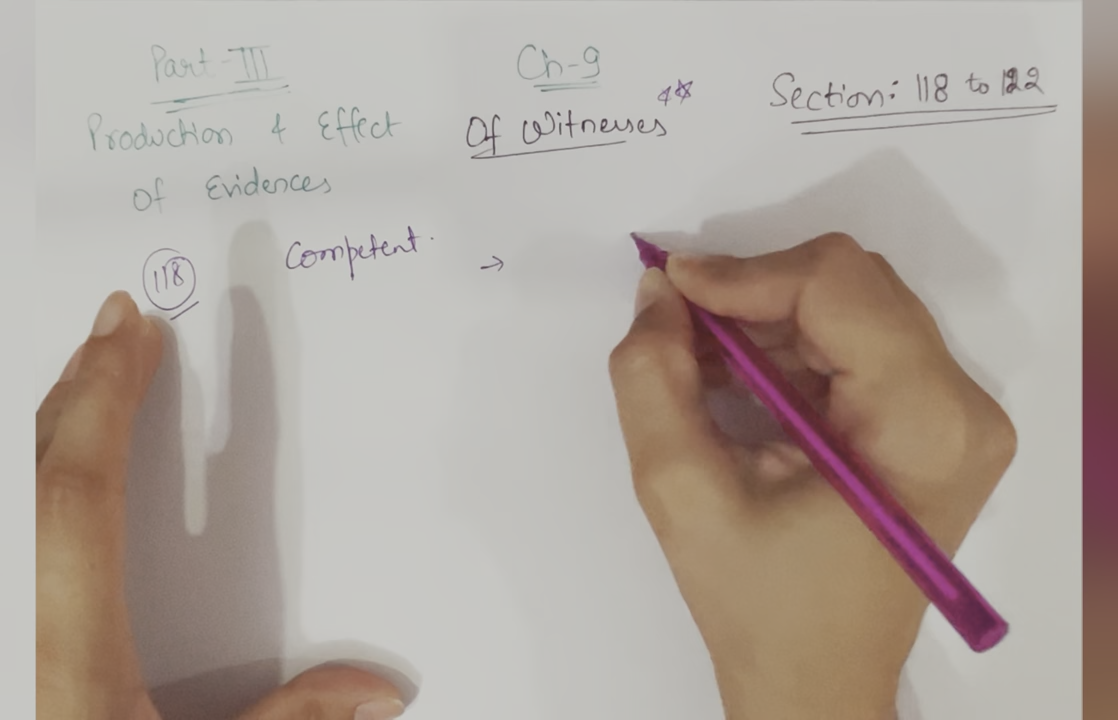 Part-III
Production & Effect
Of Evidences
Ch-9
Of Witnesses **
Section: 118 to 122
118 Competent. →